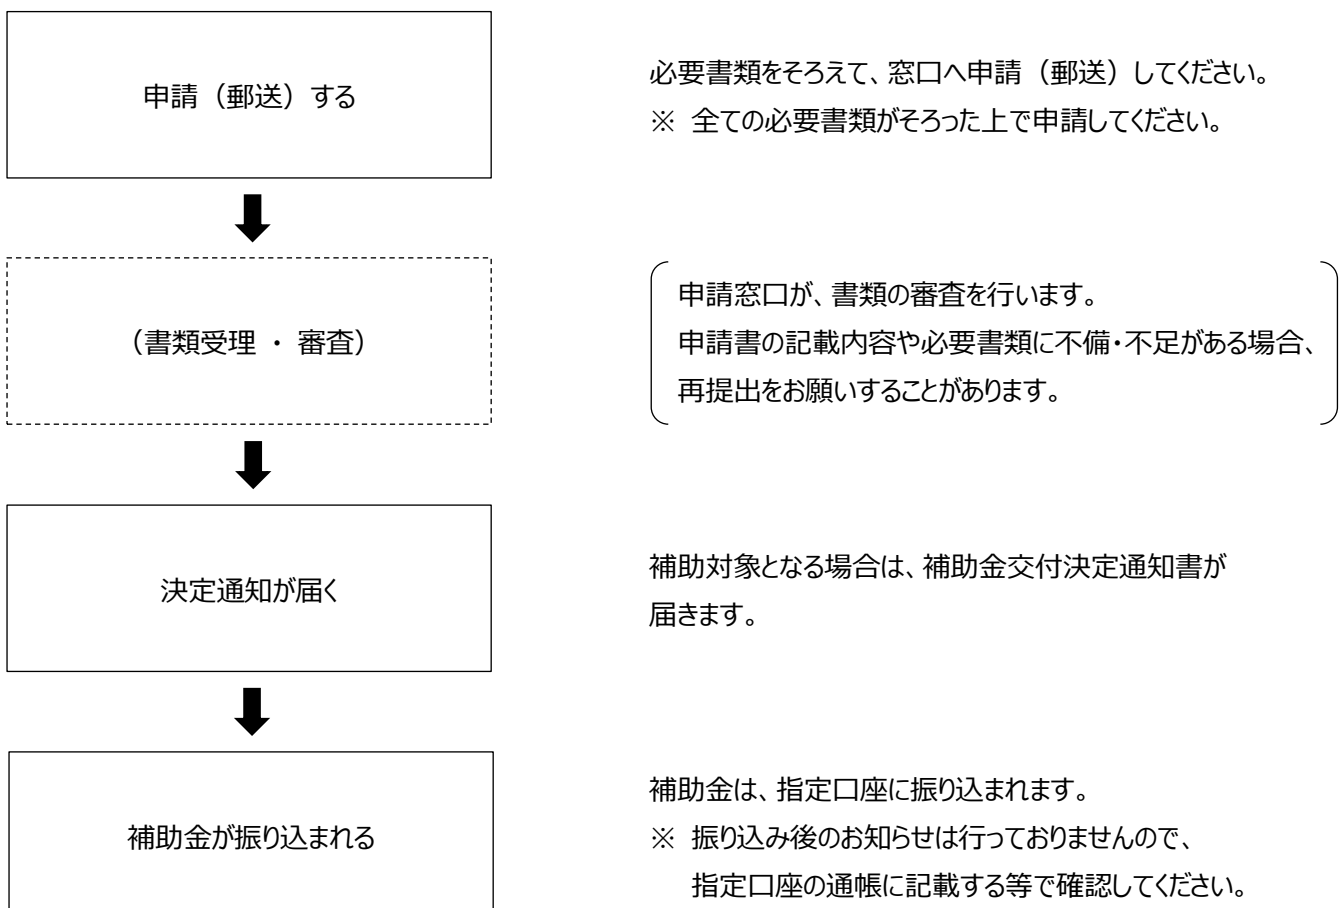 申請（郵送）する
必要書類をそろえて、窓口へ申請（郵送）してください。
※ 全ての必要書類がそろった上で申請してください。
（書類受理 ・ 審査）
申請窓口が、書類の審査を行います。
申請書の記載内容や必要書類に不備・不足がある場合、
再提出をお願いすることがあります。
決定通知が届く
補助対象となる場合は、補助金交付決定通知書が
届きます。
補助金が振り込まれる
補助金は、指定口座に振り込まれます。
※ 振り込み後のお知らせは行っておりませんので、
指定口座の通帳に記載する等で確認してください。